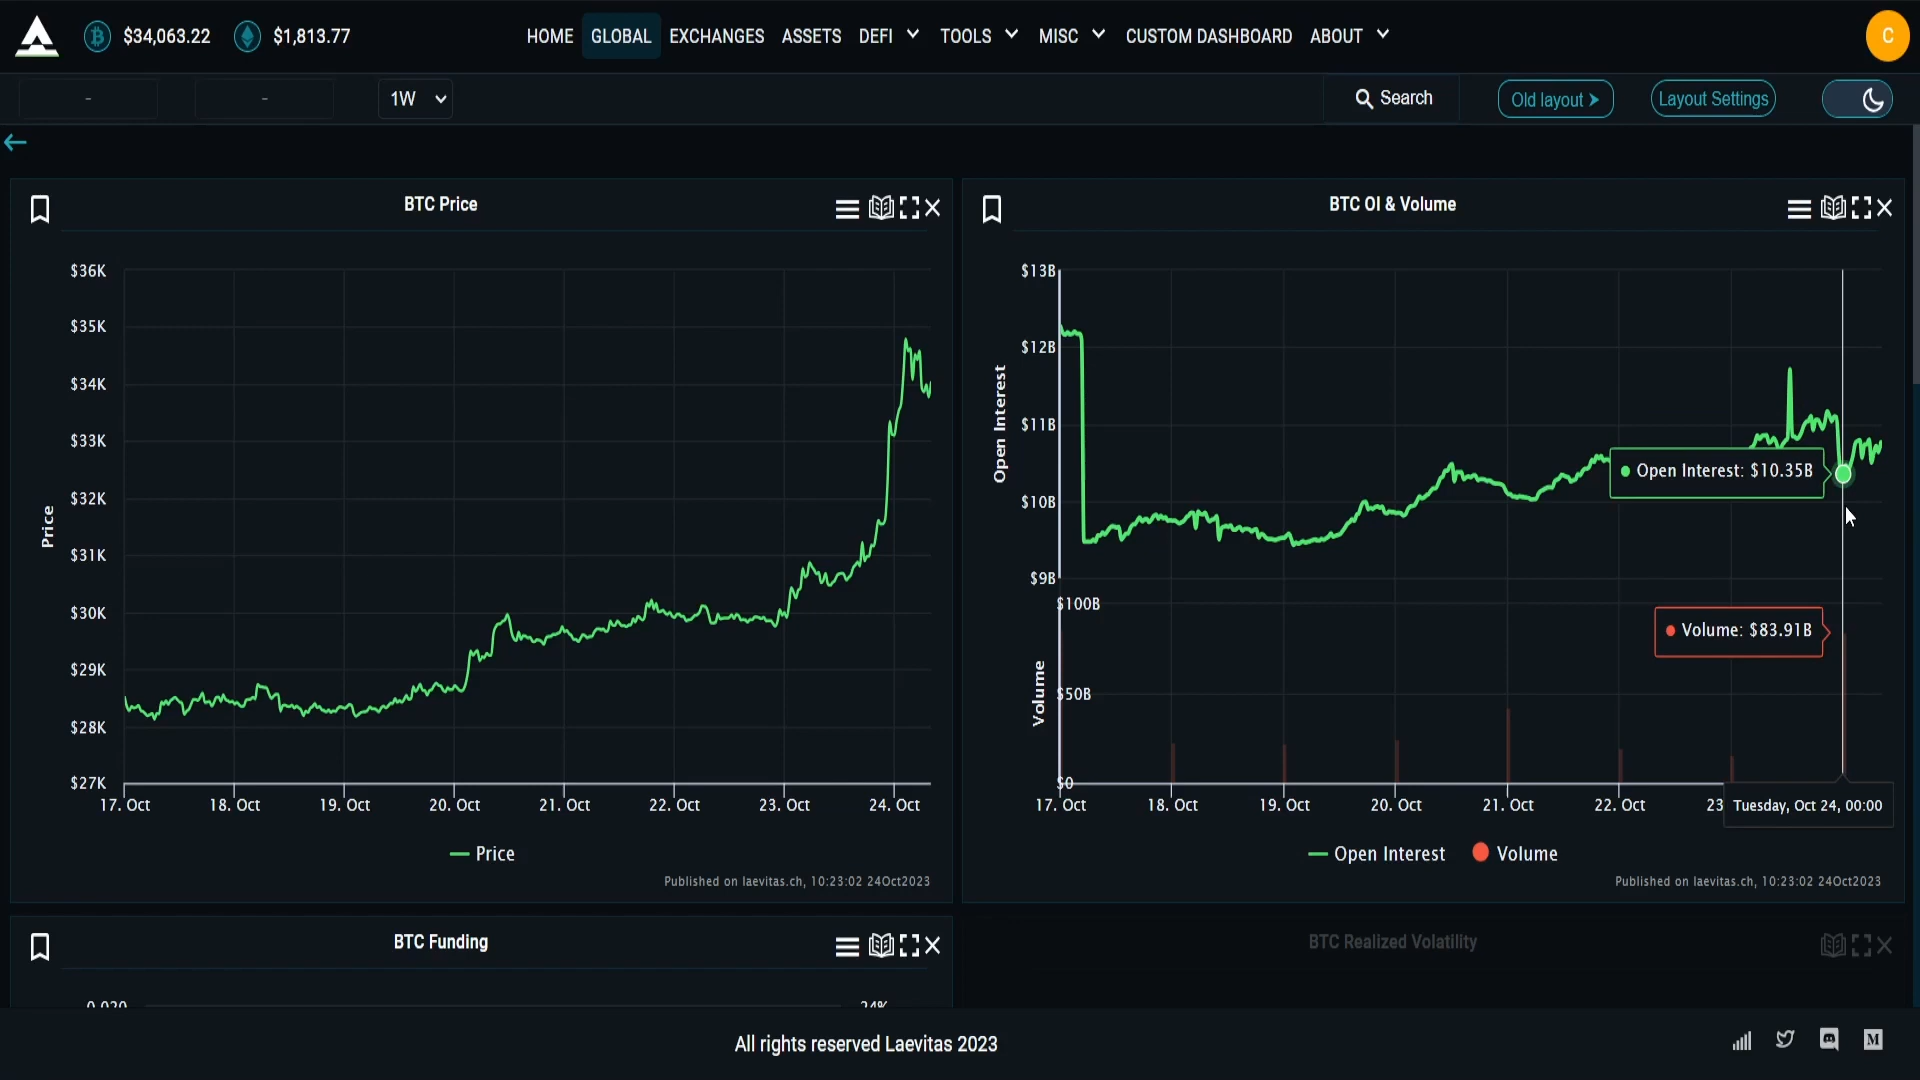 $34,063.22 $1,813.77 HOME GLOBAL EXCHANGES ASSETS DEFI TOOLS MISC CUSTOM DASHBOARD ABOUT C
- - 1W Search Old layout Layout Settings
BTC Price
$36K
$35K
$34K
$33K
$32K
$31K
$30K
$29K
$28K
$27K
Price
17. Oct 18. Oct 19. Oct 20. Oct 21. Oct 22. Oct 23. Oct 24. Oct
Price
Published on laevitas.ch, 10:23:02 24Oct2023
BTC OI & Volume
$13B
$12B
$11B
$10B
$9B
Open Interest
Open Interest: $10.35B
$100B
$50B
$0
Volume
Volume: $83.91B
17. Oct 18. Oct 19. Oct 20. Oct 21. Oct 22. Oct 23
Tuesday, Oct 24, 00:00
Open Interest Volume
Published on laevitas.ch, 10:23:02 24Oct2023
BTC Funding
BTC Realized Volatility
All rights reserved Laevitas 2023
M